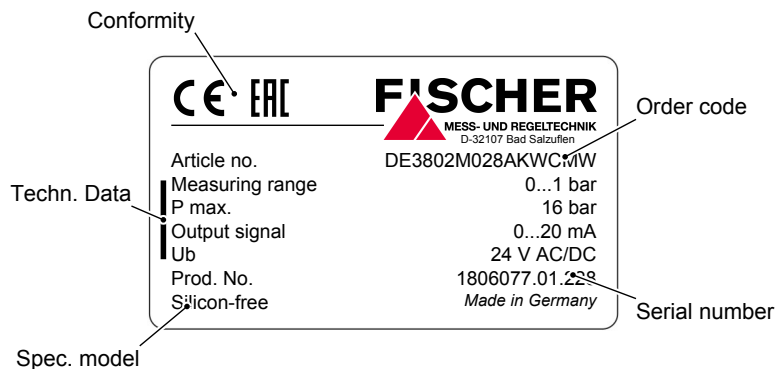 Conformity
CE EAC
FISCHER
MESS- UND REGELTECHNIK
D-32107 Bad Salzuflen
Order code
Article no. DE3802M028AKWCMW
Measuring range 0...1 bar
Techn. Data
P max. 16 bar
Output signal 0...20 mA
Ub 24 V AC/DC
Prod. No. 1806077.01.228
Silicon-free Made in Germany
Serial number
Spec. model